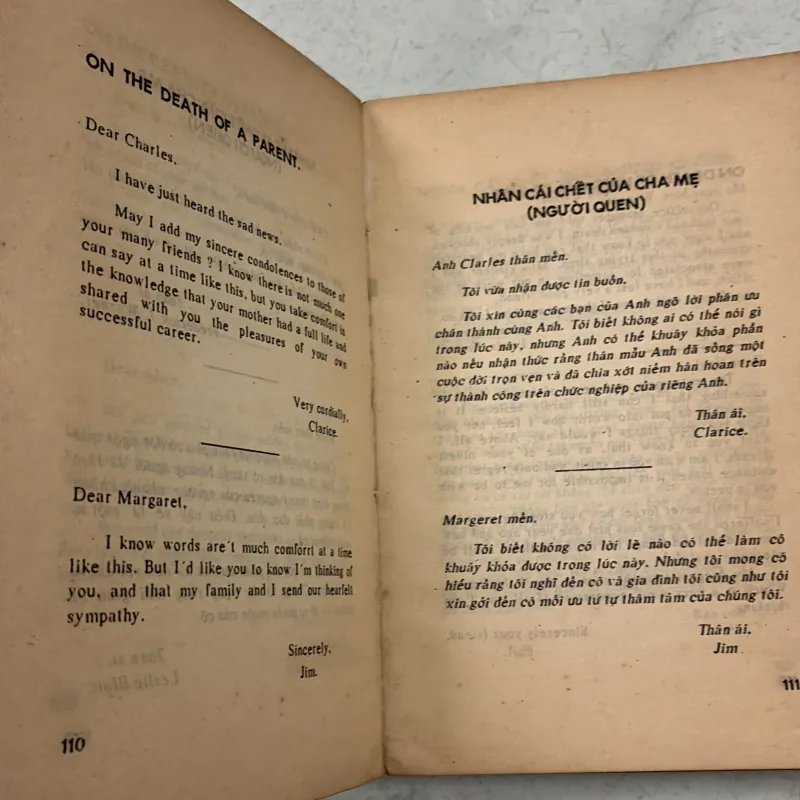 ON THE DEATH OF A PARENT.
Dear Charles,
I have just heard the sad news.
May I add my sincere condolences to those of
your many friends ? I know there is not much one
can say at a time like this, but you take comfort in
the knowledge that your mother had a full life and
shared with you the pleasures of your own
successful career.
Very cordially,
Clarice.
Dear Margaret,
I know words are't much comforrt at a time
like this. But I'd like you to know I'm thinking of
you, and that my family and I send our hearfelt
sympathy.
Sincerely,
Jim.
110
NHÂN CÁI CHẾT CỦA CHA MẸ
(NGƯỜI QUEN)
Anh Clarles thân mến.
Tôi vừa nhận được tin buồn.
Tôi xin cùng các bạn của Anh ngõ lời phân ưu
chân thành cùng Anh. Tôi biết không ai có thể nói gì
trong lúc này, nhưng Anh có thể khuây khỏa phần
nào nếu nhận thức rằng thân mẫu Anh đã sống một
cuộc đời trọn vẹn và đã chia xớt niềm hân hoan trên
sự thành công trên chức nghiệp của riêng Anh.
Thân ái,
Clarice.
Margeret mến.
Tôi biết không có lời lẽ nào có thể làm cô
khuây khỏa được trong lúc này. Nhưng tôi mong cô
hiểu rằng tôi nghĩ đến cô và gia đình tôi cũng như tôi
xin gởi đến cô mối ưu tư tự thâm tâm của chúng tôi.
Thân ái,
Jim
111